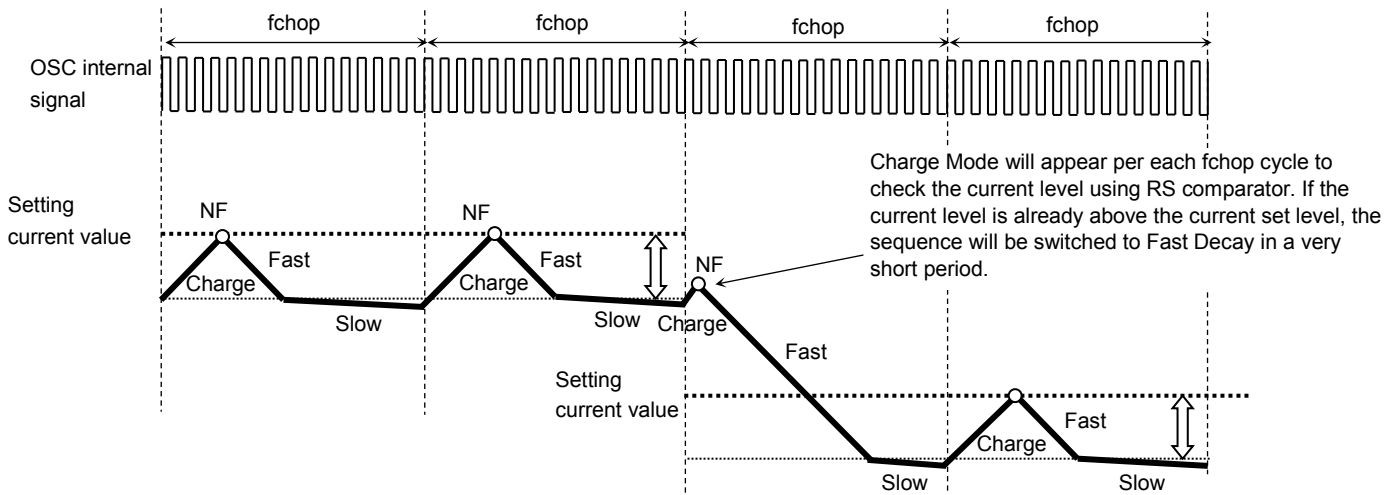 fchop
fchop
fchop
fchop
OSC internal
signal
Charge Mode will appear per each fchop cycle to
check the current level using RS comparator. If the
current level is already above the current set level, the
sequence will be switched to Fast Decay in a very
short period.
Setting
current value
NF
Fast
Charge
Slow
NF
Fast
Charge
Slow
NF
Charge
Fast
Slow
Setting
current value
Fast
Charge
Slow